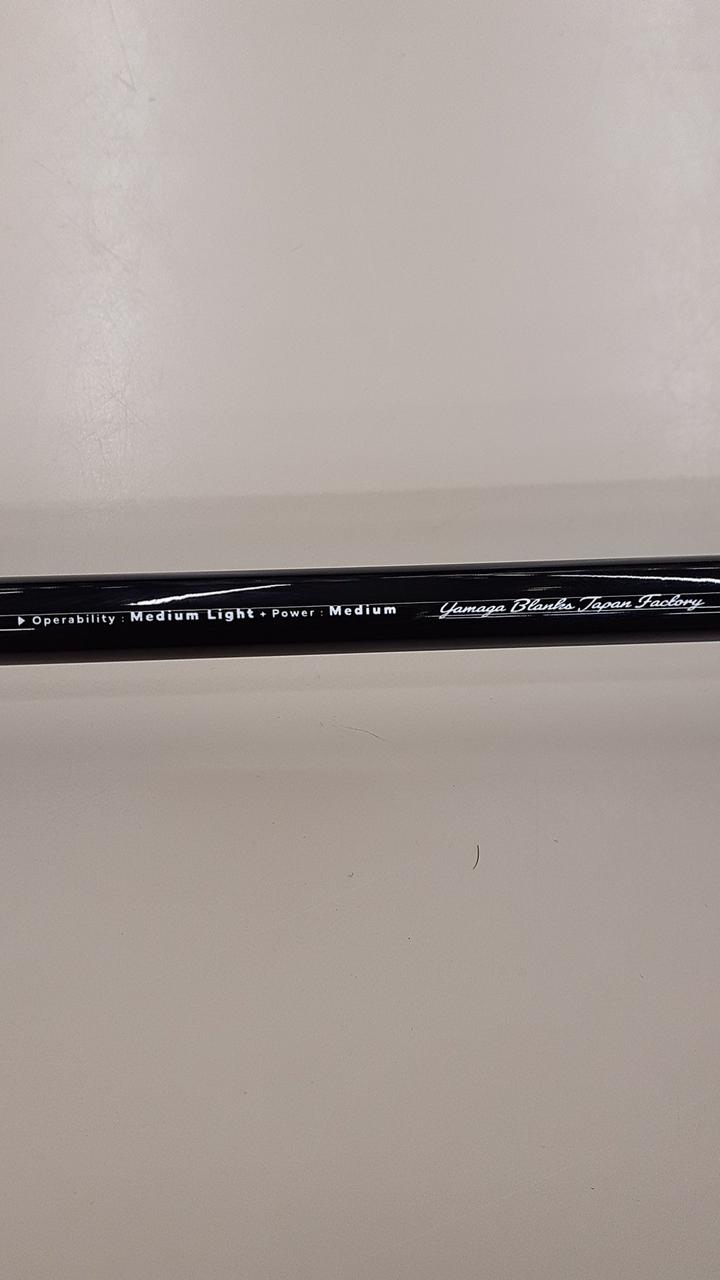 ▶ Operability : Medium Light + Power : Medium Yamaga Blanks Japan Factory